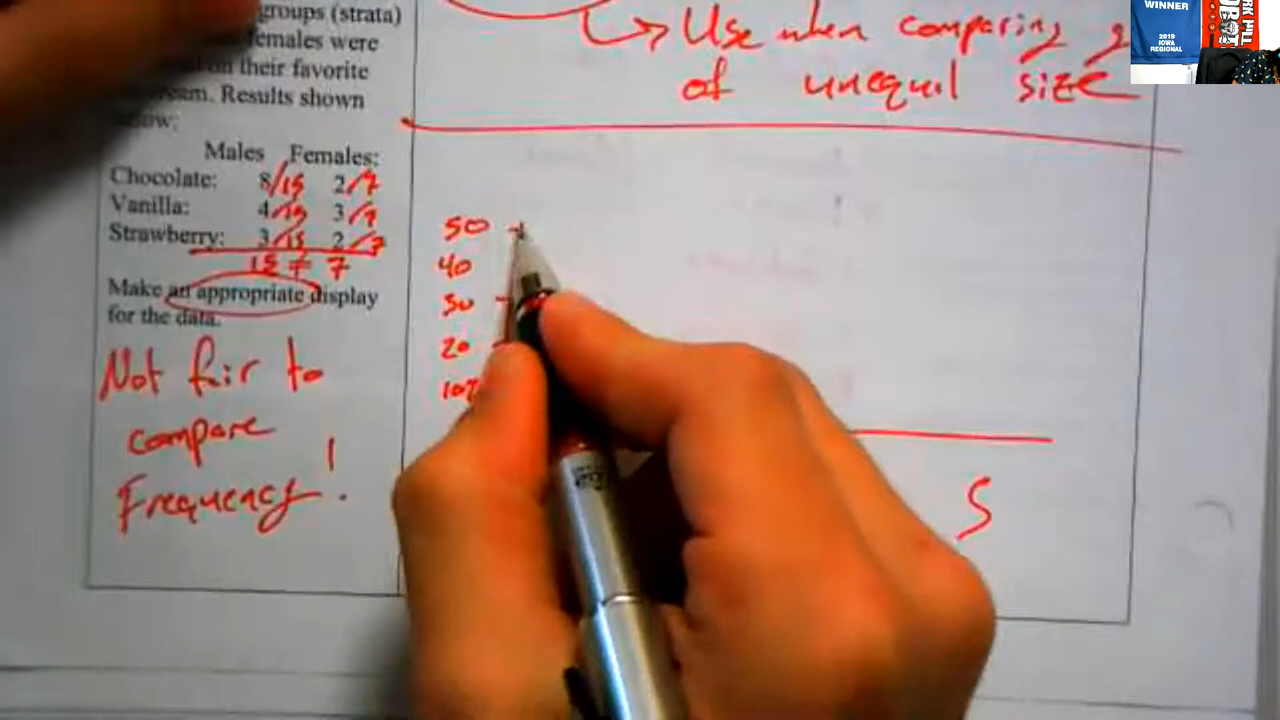 groups (strata)
females were
on their favorite
cream. Results shown
below:
Males Females:
Chocolate: 8/15 2/7
Vanilla: 4/15 3/7
Strawberry: 3/15 2/7
15 ≠ 7
Make an appropriate display
for the data.
Not fair to
compare
Frequency!
↳ Use when comparing
of unequal size
50
40
30
20
10%
S
WINNER
2019
IOWA
REGIONAL